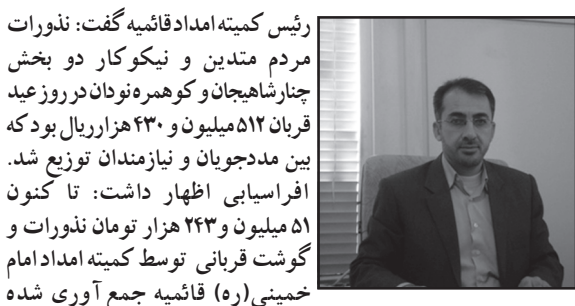 رئیس کمیته امداد قائمیه گفت: نذورات
مردم متدین و نیکوکار دو بخش
چنارشاهیجان و کوهمره نودان در روز عید
قربان ۵۱۲ میلیون و ۴۳۰ هزار ریال بود که
بین مددجویان و نیازمندان توزیع شد.
افراسیابی اظهار داشت: تا کنون
۵۱ میلیون و ۲۴۳ هزار تومان نذورات و
گوشت قربانی توسط کمیته امداد امام
خمینی(ره) قائمیه جمع آوری شده